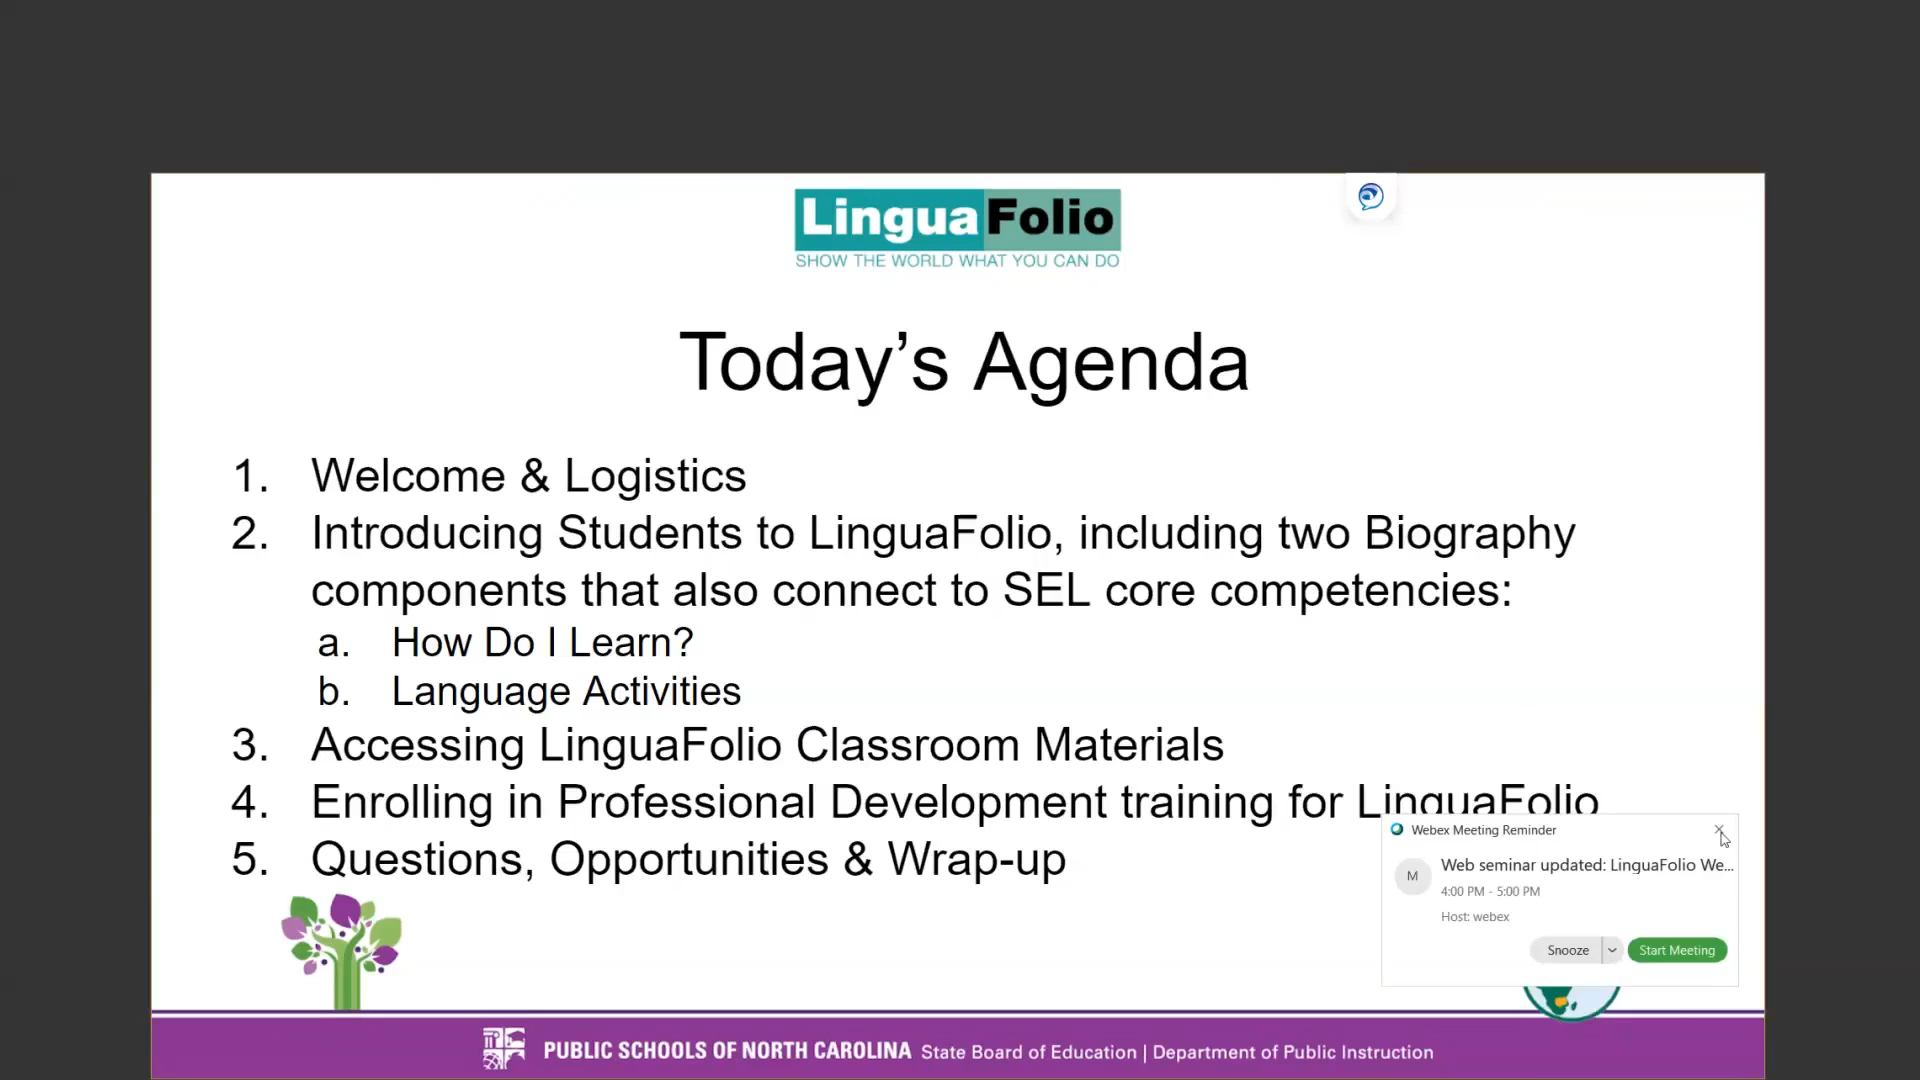 LinguaFolio
SHOW THE WORLD WHAT YOU CAN DO
Today’s Agenda
1. Welcome & Logistics
2. Introducing Students to LinguaFolio, including two Biography
components that also connect to SEL core competencies:
a. How Do I Learn?
b. Language Activities
3. Accessing LinguaFolio Classroom Materials
4. Enrolling in Professional Development training for LinguaFolio
5. Questions, Opportunities & Wrap-up
Webex Meeting Reminder
M
Web seminar updated: LinguaFolio We...
4:00 PM - 5:00 PM
Host: webex
Snooze
Start Meeting
PUBLIC SCHOOLS OF NORTH CAROLINA State Board of Education | Department of Public Instruction